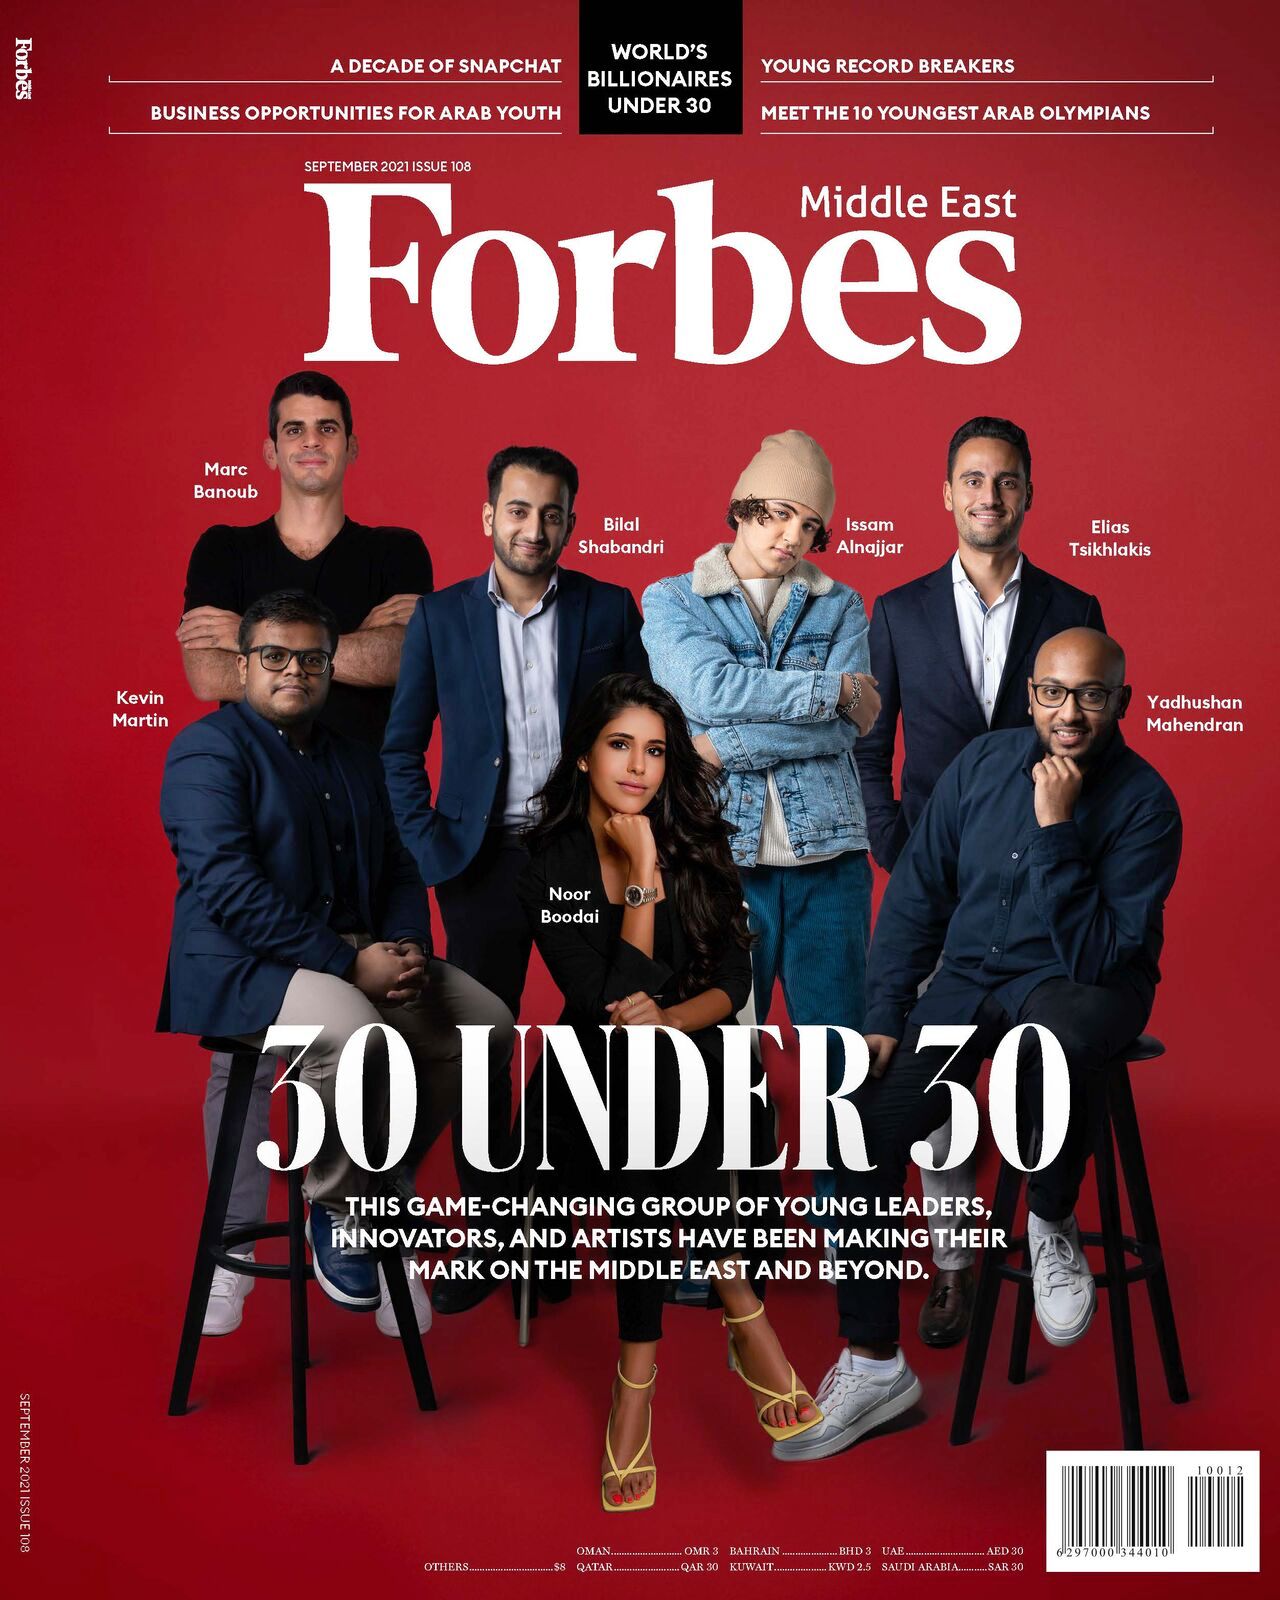 Forbes
A DECADE OF SNAPCHAT
BUSINESS OPPORTUNITIES FOR ARAB YOUTH
WORLD'S
BILLIONAIRES
UNDER 30
YOUNG RECORD BREAKERS
MEET THE 10 YOUNGEST ARAB OLYMPIANS
SEPTEMBER 2021 ISSUE 108
Middle East
Forbes
Marc
Banoub
Bilal
Shabandri
Issam
Alnajjar
Elias
Tsikhlakis
Kevin
Martin
Yadhushan
Mahendran
Noor
Boodai
30 UNDER 30
THIS GAME-CHANGING GROUP OF YOUNG LEADERS,
INNOVATORS, AND ARTISTS HAVE BEEN MAKING THEIR
MARK ON THE MIDDLE EAST AND BEYOND.
SEPTEMBER 2021 ISSUE 108
OMAN............................ OMR 3 BAHRAIN ...................... BHD 3 UAE................................ AED 30
OTHERS................................. $8 QATAR.......................... QAR 30 KUWAIT...................... KWD 2.5 SAUDI ARABIA........... SAR 30
10012
6 297000 344010